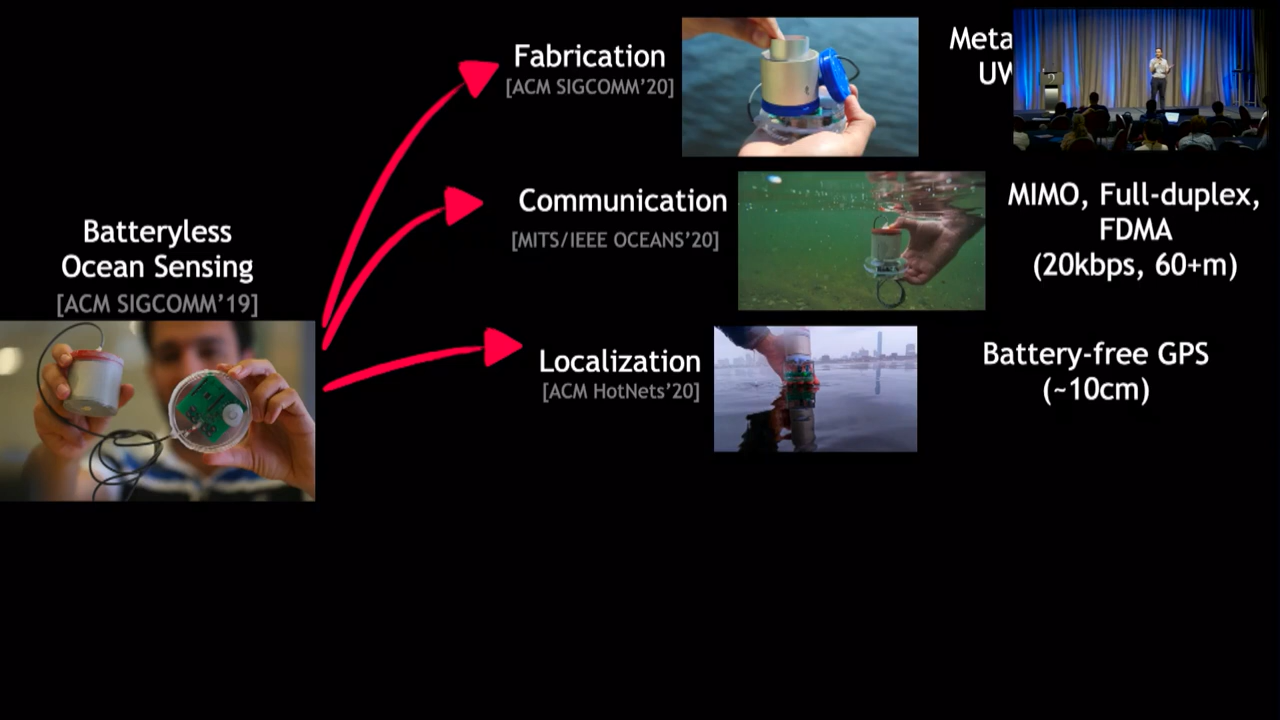 Fabrication
[ACM SIGCOMM'20]
Communication
[MITS/IEEE OCEANS'20]
MIMO, Full-duplex,
FDMA
(20kbps, 60+m)
Batteryless
Ocean Sensing
[ACM SIGCOMM'19]
Localization
[ACM HotNets'20]
Battery-free GPS
(~10cm)